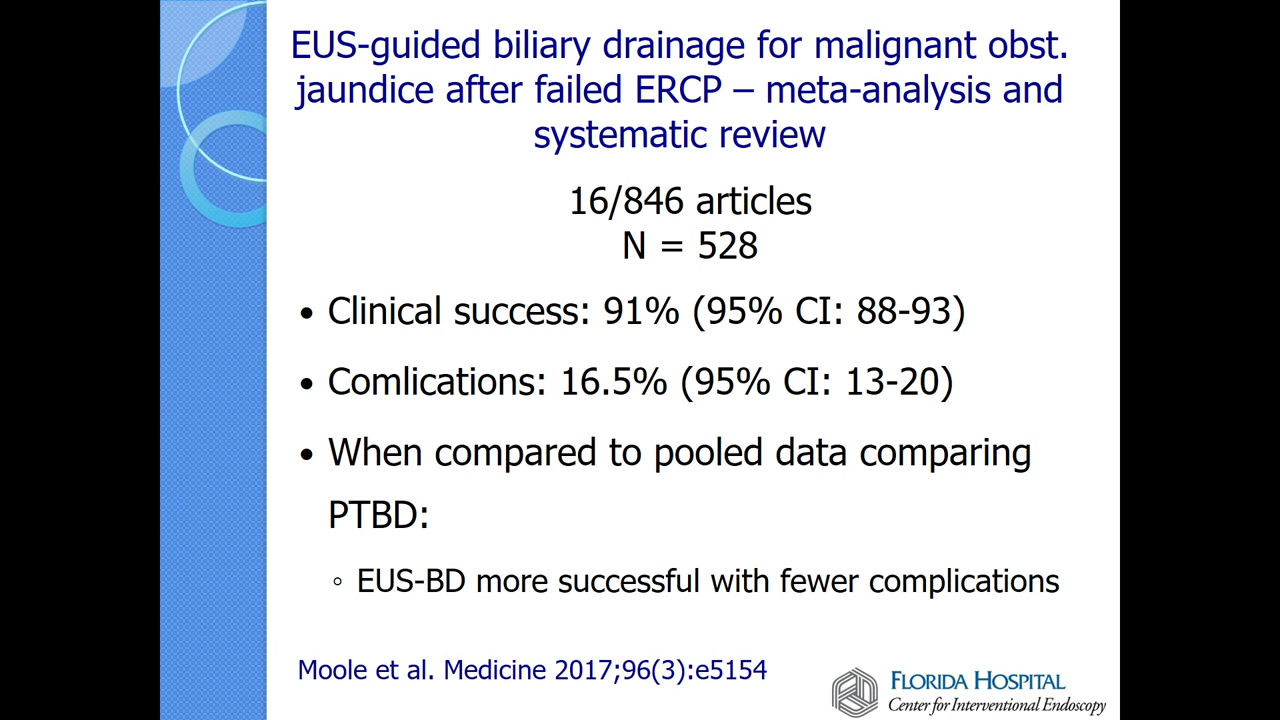 EUS-guided biliary drainage for malignant obst.
jaundice after failed ERCP – meta-analysis and
systematic review
16/846 articles
N = 528
• Clinical success: 91% (95% CI: 88-93)
• Comlications: 16.5% (95% CI: 13-20)
• When compared to pooled data comparing
PTBD:
◦ EUS-BD more successful with fewer complications
Moole et al. Medicine 2017;96(3):e5154
FLORIDA HOSPITAL
Center for Interventional Endoscopy